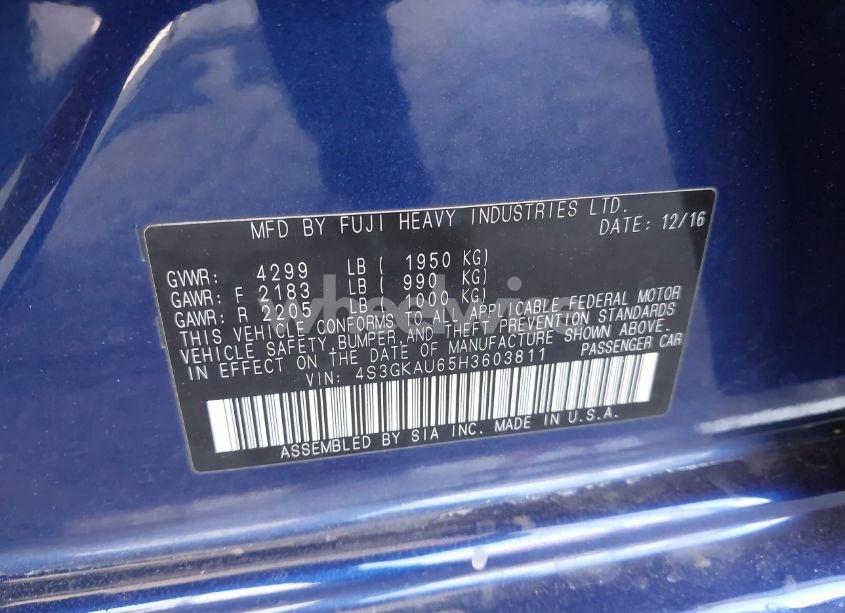 MFD BY FUJI HEAVY INDUSTRIES LTD.
DATE: 12/16
GVWR: 4299 LB ( 1950 KG)
GAWR: F 2183 LB ( 990 KG)
GAWR: R 2205 LB ( 1000 KG)
THIS VEHICLE CONFORMS TO ALL APPLICABLE FEDERAL MOTOR
VEHICLE SAFETY, BUMPER, AND THEFT PREVENTION STANDARDS
IN EFFECT ON THE DATE OF MANUFACTURE SHOWN ABOVE.
VIN: 4S3GKAU65H3603811 PASSENGER CAR
ASSEMBLED BY SIA INC. MADE IN U.S.A.